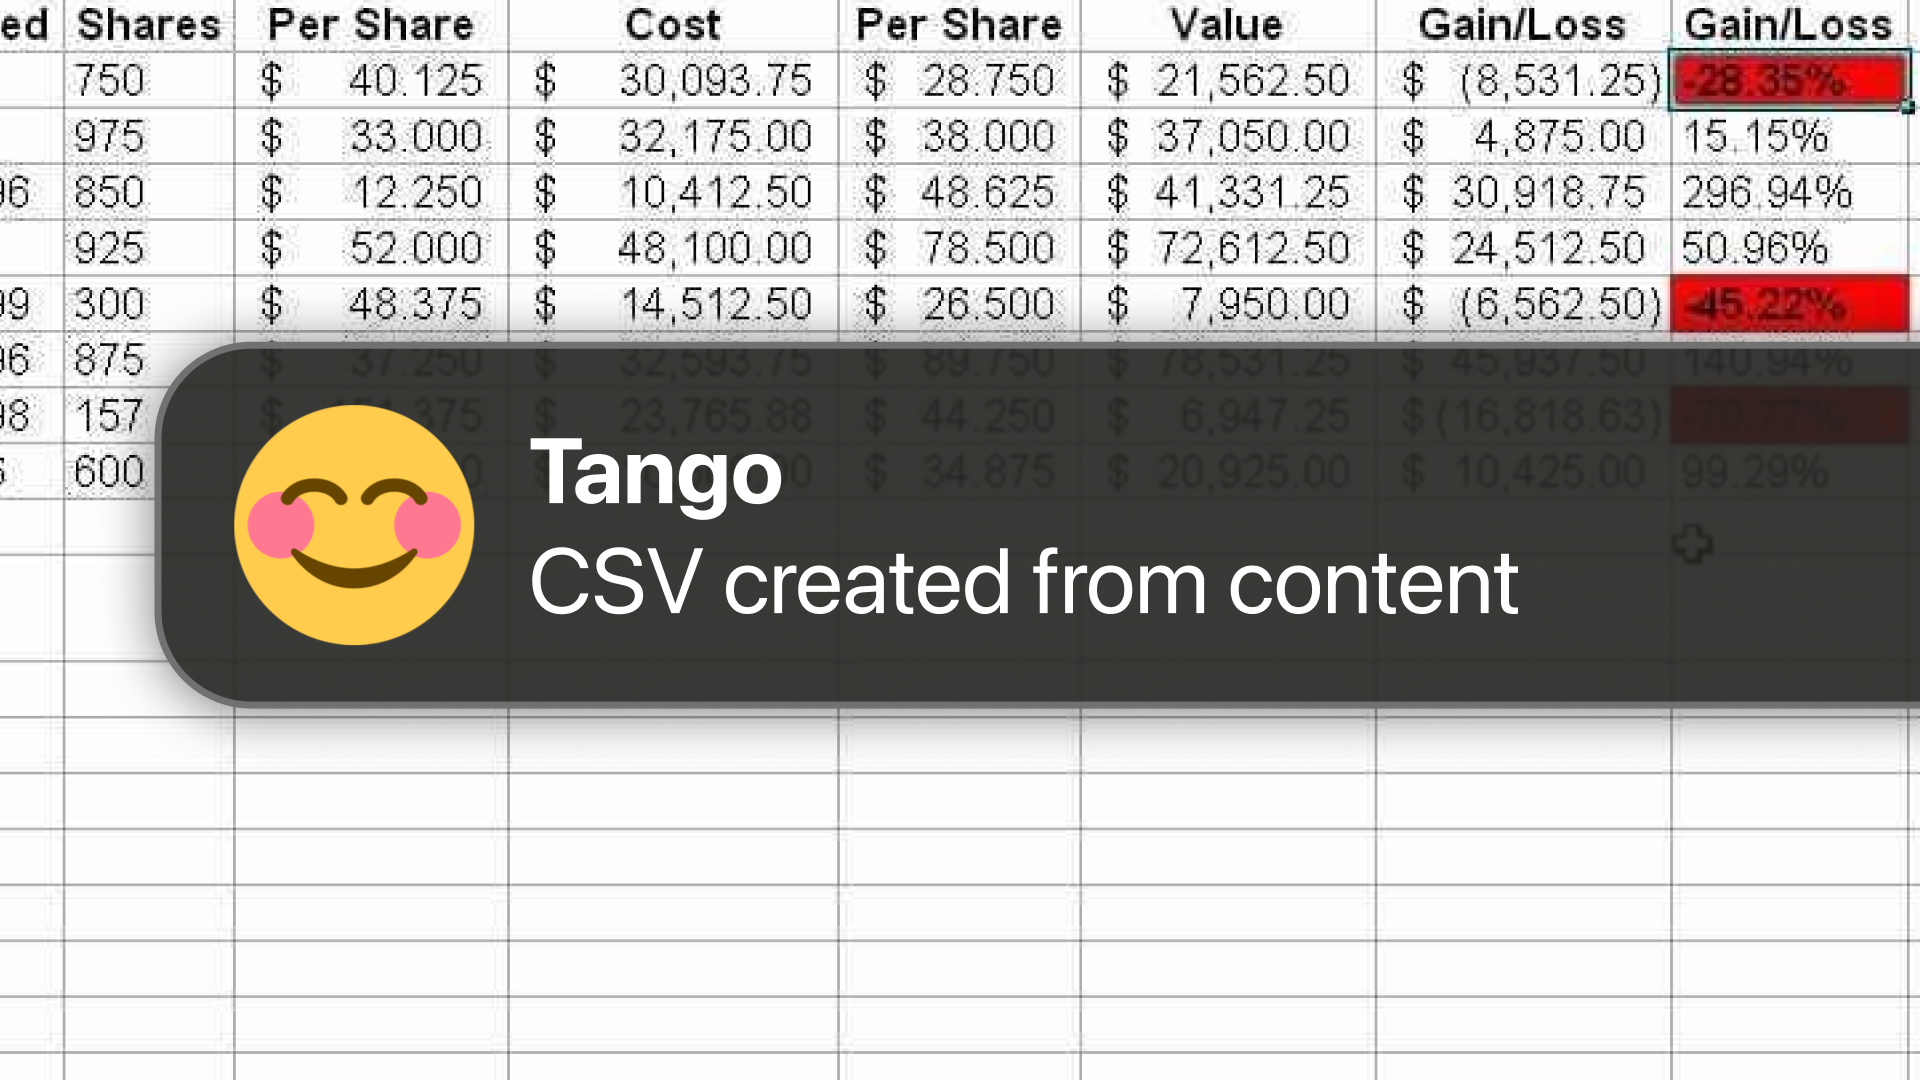 ed Shares Per Share Cost Per Share Value Gain/Loss Gain/Loss
750 $ 40.125 $ 30,093.75 $ 28.750 $ 21,562.50 $ (8,531.25) -28.35%
975 $ 33.000 $ 32,175.00 $ 38.000 $ 37,050.00 $ 4,875.00 15.15%
96 850 $ 12.250 $ 10,412.50 $ 48.625 $ 41,331.25 $ 30,918.75 296.94%
925 $ 52.000 $ 48,100.00 $ 78.500 $ 72,612.50 $ 24,512.50 50.96%
99 300 $ 48.375 $ 14,512.50 $ 26.500 $ 7,950.00 $ (6,562.50) -45.22%
96 875 $ 37.250 $ 32,593.75 $ 89.750 $ 78,531.25 $ 45,937.50 140.94%
98 157 $ 23,765.88 $ 44.250 $ 6,947.25 $ (16,818.63) -70.77%
600 $ 34.875 $ 20,925.00 $ 10,425.00 99.29%
Tango
CSV created from content